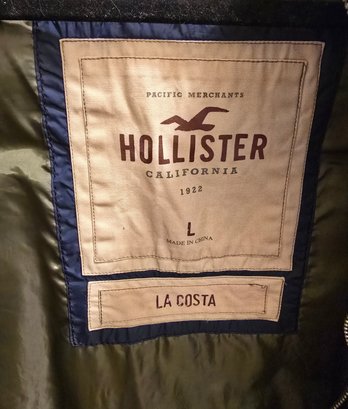 PACIFIC MERCHANTS
HOLLISTER
CALIFORNIA
1922
L
MADE IN CHINA
LA COSTA